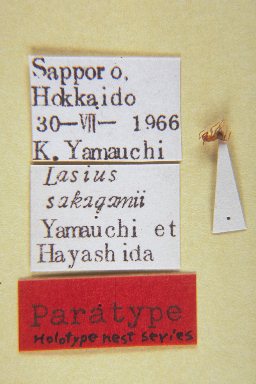 Sapporo,
Hokkaido
30—VII— 1966
K. Yamauchi
Lasius
sakagamii
Yamauchi et
Hayashida
Paratype
Holotype nest series